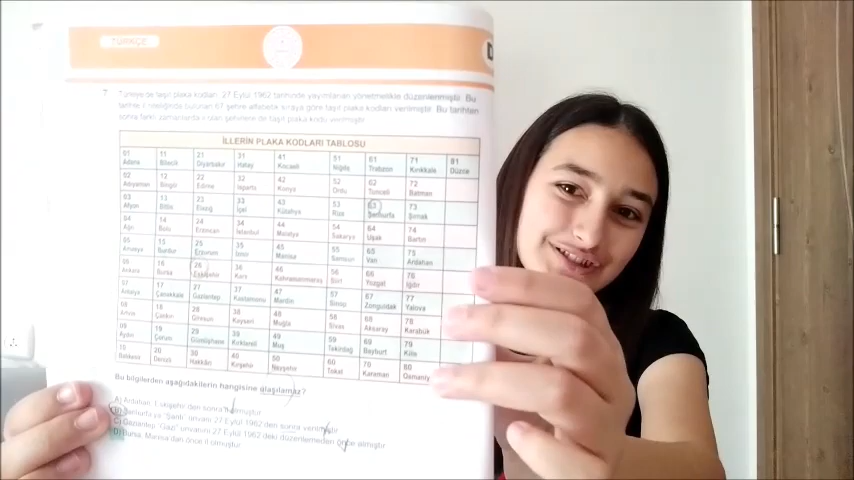 TÜRKÇE
7. Türkiye'de taşıt plaka kodları, 27 Eylül 1962 tarihinde yayımlanan yönetmelikle düzenlenmiştir. Bu
tarihte il niteliğinde bulunan 67 şehre alfabetik sıraya göre taşıt plaka kodları verilmiştir. Bu tarihten
sonra farklı zamanlarda il olan şehirlere de taşıt plaka kodu verilmiştir.
İLLERİN PLAKA KODLARI TABLOSU
01 11 21 31 41 51 61 71 81
Adana Bilecik Diyarbakır Hatay Kocaeli Niğde Trabzon Kırıkkale Düzce
02 12 22 32 42 52 62 72
Adıyaman Bingöl Edirne Isparta Konya Ordu Tunceli Batman
03 13 23 33 43 53 63 73
Afyon Bitlis Elazığ İçel Kütahya Rize Şanlıurfa Şırnak
04 14 24 34 44 54 64 74
Ağrı Bolu Erzincan İstanbul Malatya Sakarya Uşak Bartın
05 15 25 35 45 55 65 75
Amasya Burdur Erzurum İzmir Manisa Samsun Van Ardahan
06 16 26 36 46 56 66 76
Ankara Bursa Eskişehir Kars Kahramanmaraş Siirt Yozgat Iğdır
07 17 27 37 47 57 67 77
Antalya Çanakkale Gaziantep Kastamonu Mardin Sinop Zonguldak Yalova
08 18 28 38 48 58 68 78
Artvin Çankırı Giresun Kayseri Muğla Sivas Aksaray Karabük
09 19 29 39 49 59 69 79
Aydın Çorum Gümüşhane Kırklareli Muş Tekirdağ Bayburt Kilis
10 20 30 40 50 60 70 80
Balıkesir Denizli Hakkâri Kırşehir Nevşehir Tokat Karaman Osmaniye
Bu bilgilerden aşağıdakilerin hangisine ulaşılamaz?
A) Ardahan, Eskişehir'den sonra il olmuştur.
B) Şanlıurfa'ya "Şanlı" unvanı 27 Eylül 1962'den sonra verilmiştir.
C) Gaziantep "Gazi" unvanını 27 Eylül 1962'deki düzenlemeden önce almıştır.
D) Bursa, Manisa'dan önce il olmuştur.